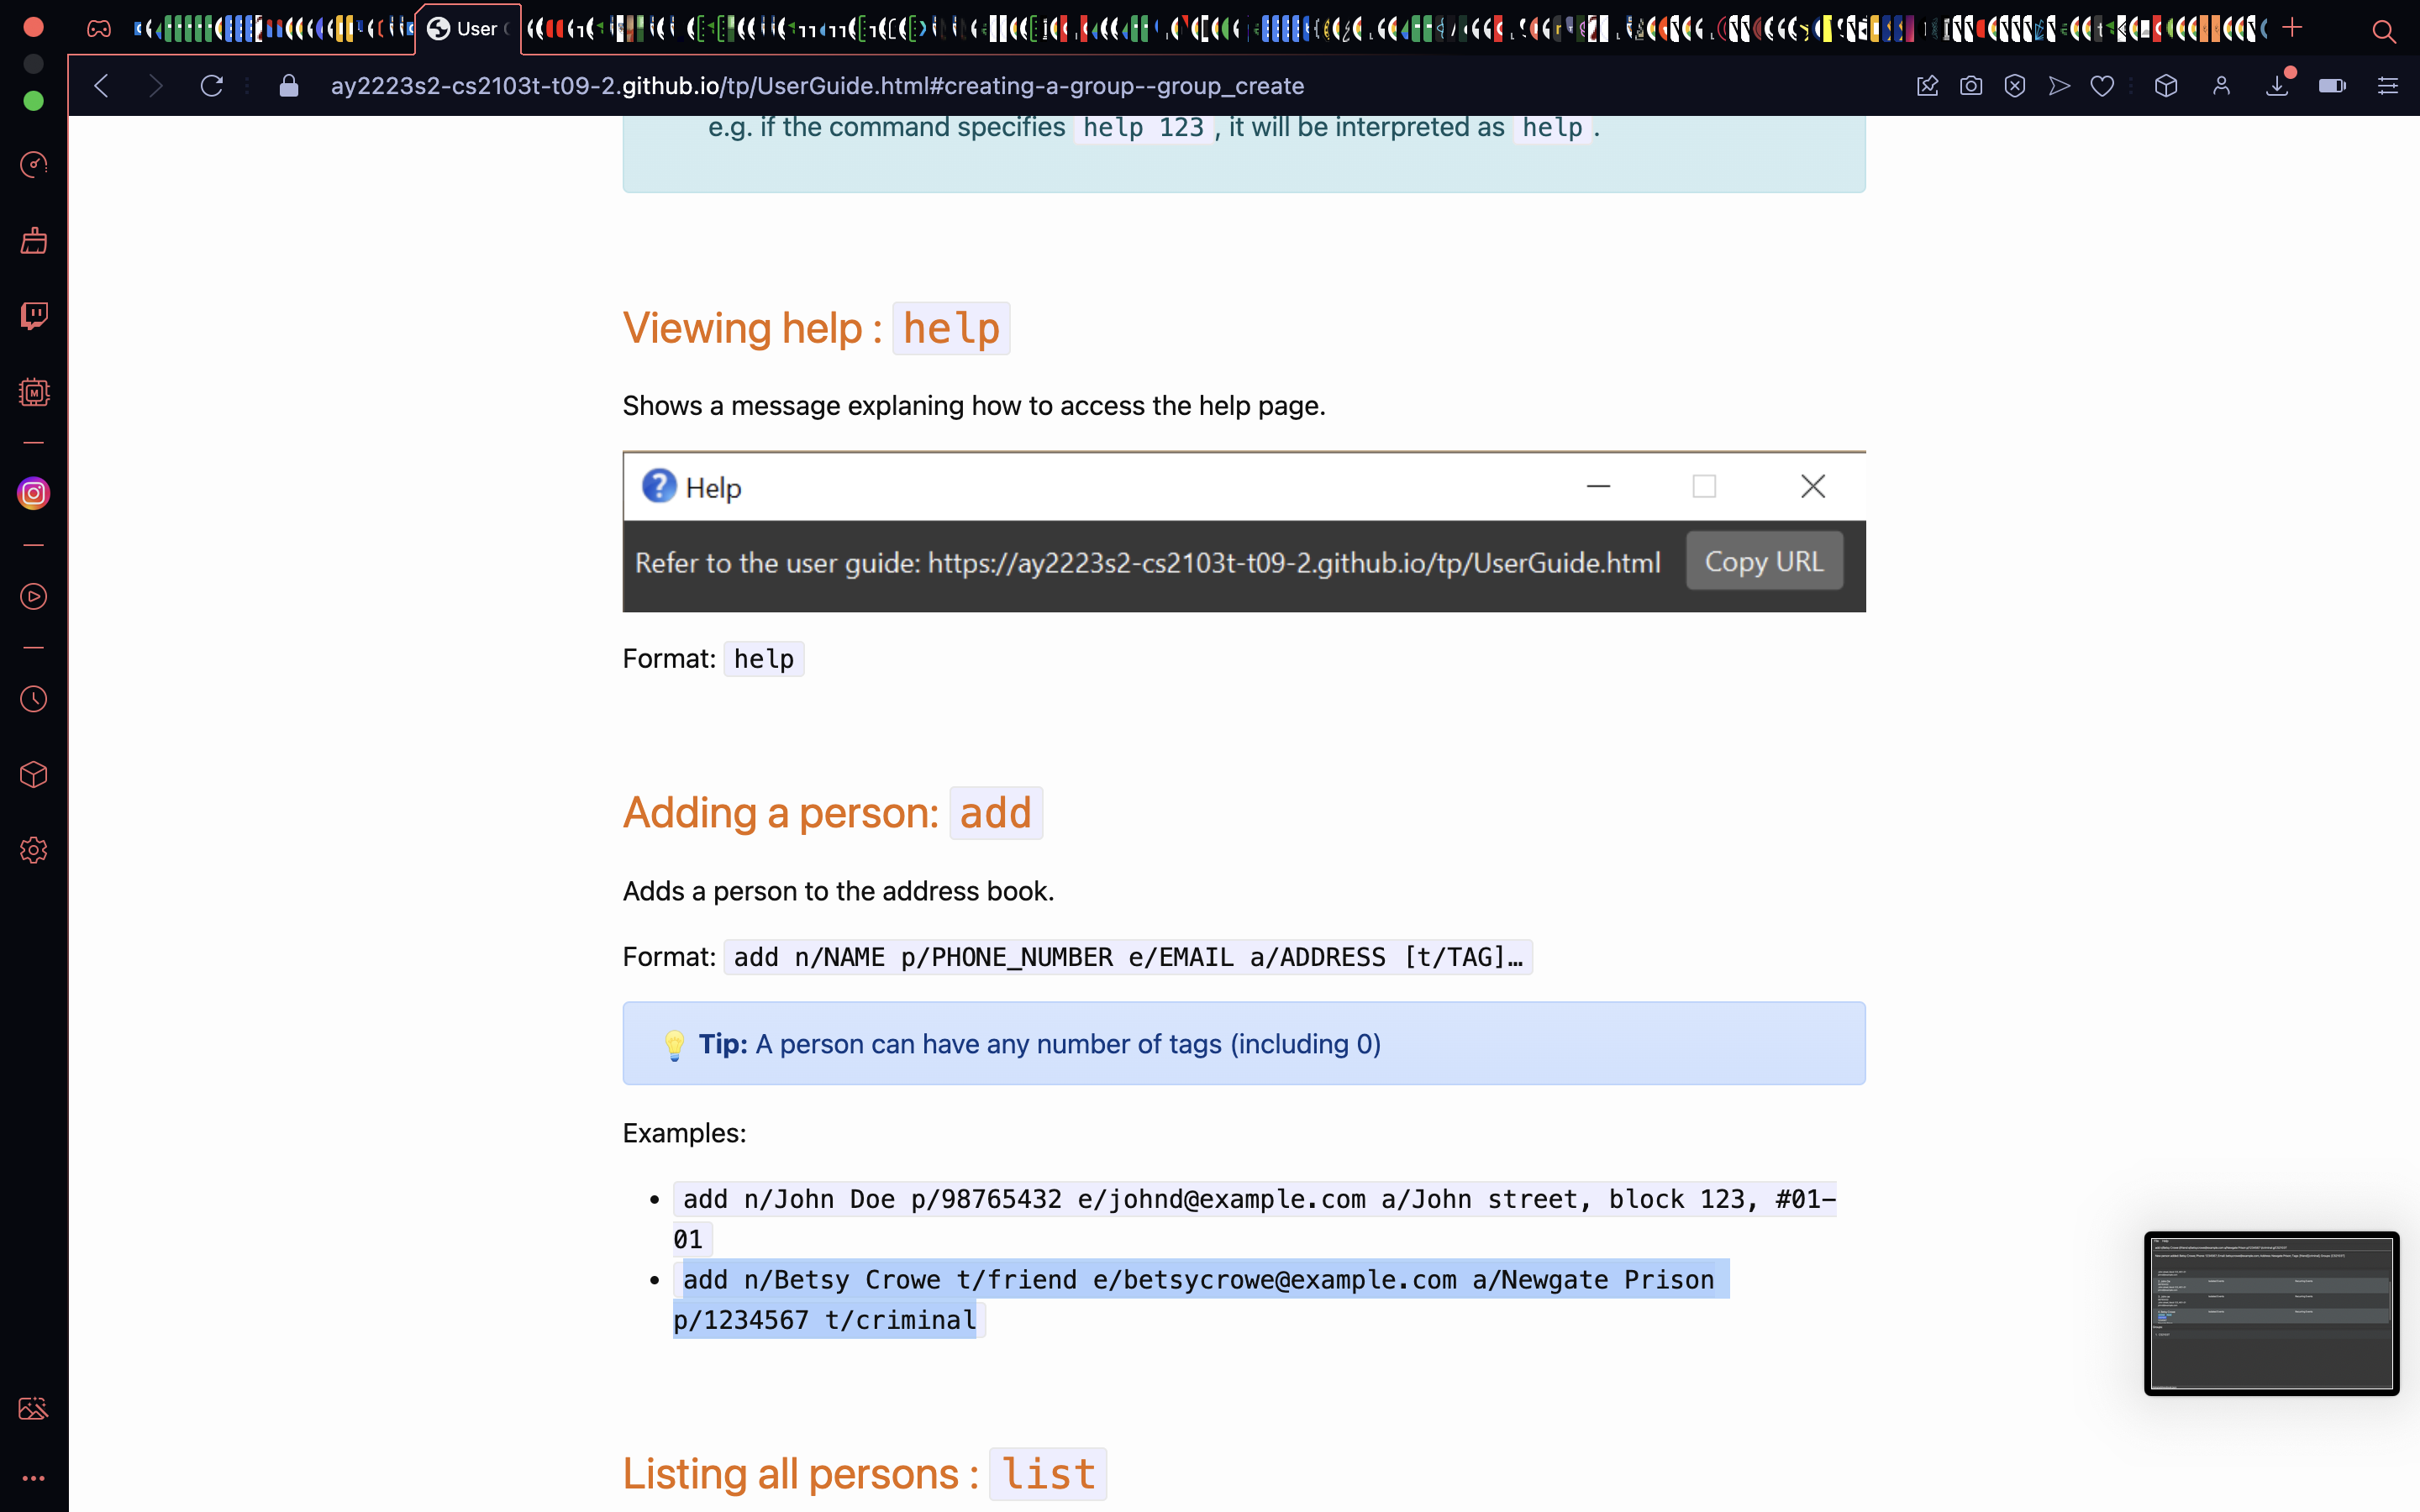 User
ay2223s2-cs2103t-t09-2.github.io/tp/UserGuide.html#creating-a-group--group_create
e.g. if the command specifies help 123 , it will be interpreted as help .
Viewing help : help
Shows a message explaning how to access the help page.
Help
Refer to the user guide: https://ay2223s2-cs2103t-t09-2.github.io/tp/UserGuide.html Copy URL
Format: help
Adding a person: add
Adds a person to the address book.
Format: add n/NAME p/PHONE_NUMBER e/EMAIL a/ADDRESS [t/TAG]…
Tip: A person can have any number of tags (including 0)
Examples:
• add n/John Doe p/98765432 e/johnd@example.com a/John street, block 123, #01-
01
• add n/Betsy Crowe t/friend e/betsycrowe@example.com a/Newgate Prison
p/1234567 t/criminal
Listing all persons : list